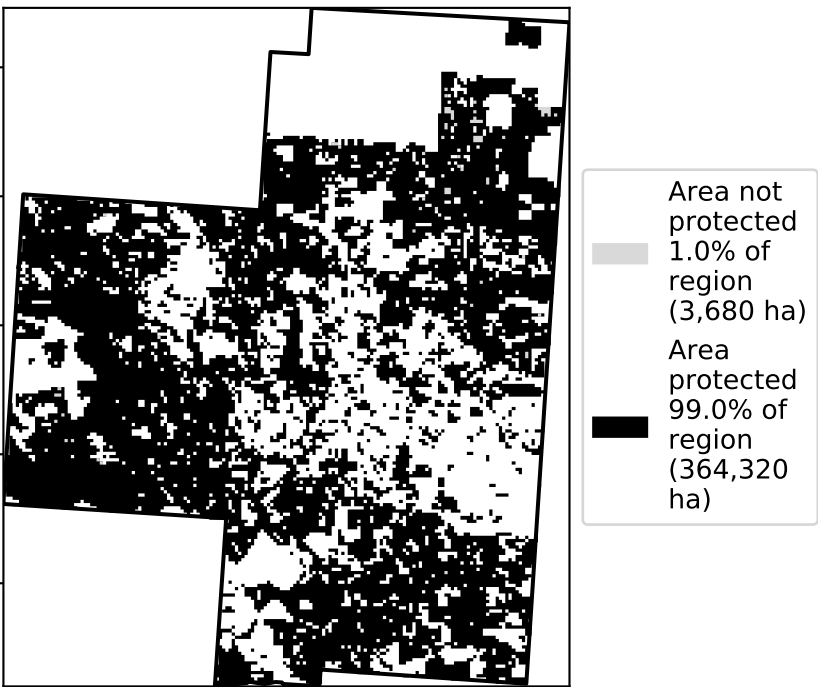 Area not
protected
1.0% of
region
(3,680 ha)
Area
protected
99.0% of
region
(364,320
ha)